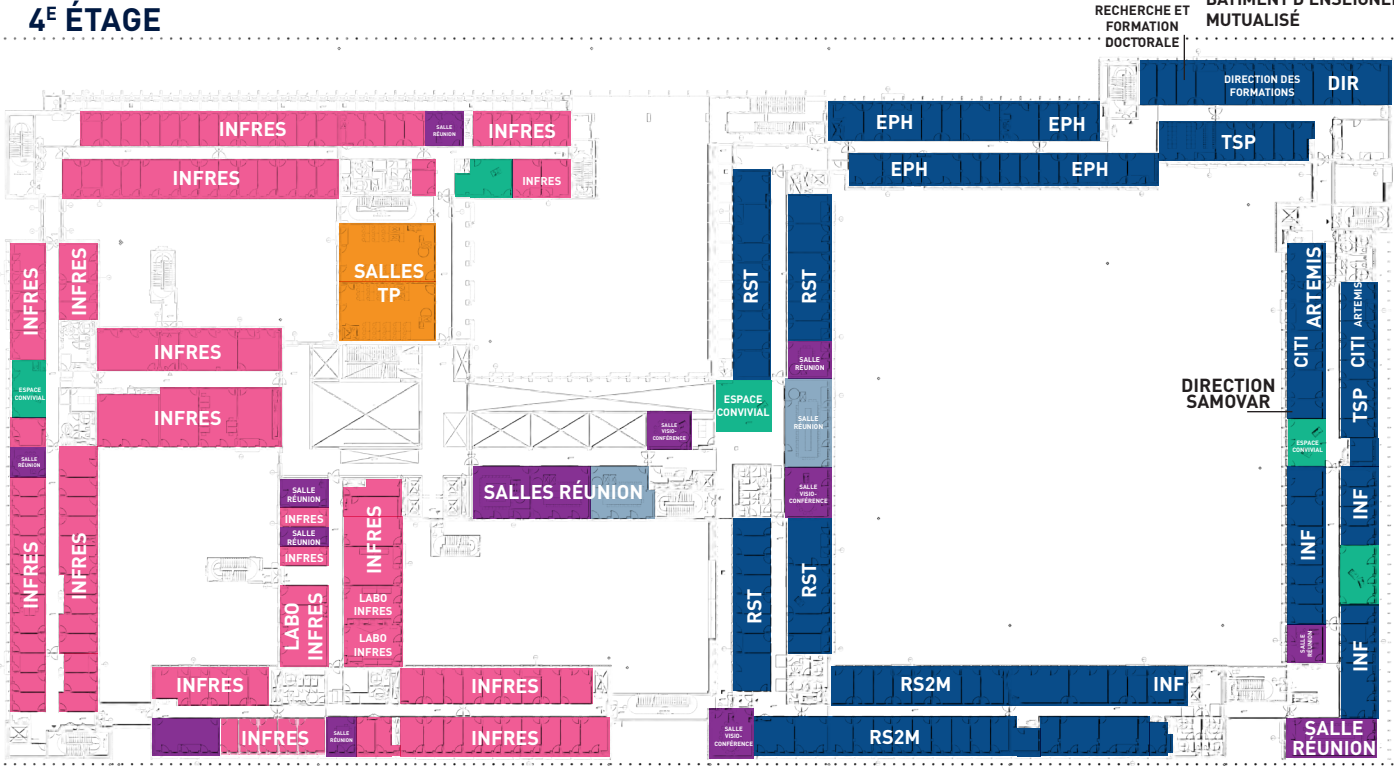 4E ÉTAGE
RECHERCHE ET
FORMATION
DOCTORALE
MUTUALISÉ
DIRECTION DES
FORMATIONS
DIR
INFRES
SALLE
RÉUNION
INFRES
EPH
EPH
TSP
INFRES
INFRES
EPH
EPH
SALLES
TP
INFRES
INFRES
RST
RST
ARTEMIS
CITI
ARTEMIS
CITI
TSP
INFRES
SALLE
RÉUNION
ESPACE
CONVIVIAL
INFRES
ESPACE
CONVIVIAL
SALLE
RÉUNION
DIRECTION
SAMOVAR
SALLE
VISIO-
CONFÉRENCE
ESPACE
CONVIVIAL
SALLE
RÉUNION
SALLES RÉUNION
SALLE
VISIO-
CONFÉRENCE
SALLE
RÉUNION
INFRES
SALLE
RÉUNION
INFRES
INFRES
INFRES
INFRES
LABO
INFRES
LABO
INFRES
LABO
INFRES
RST
RST
INF
INF
INF
SALLE
RÉUNION
INFRES
INFRES
RS2M
INF
INFRES
SALLE
RÉUNION
INFRES
SALLE
VISIO-
CONFÉRENCE
RS2M
SALLE
RÉUNION